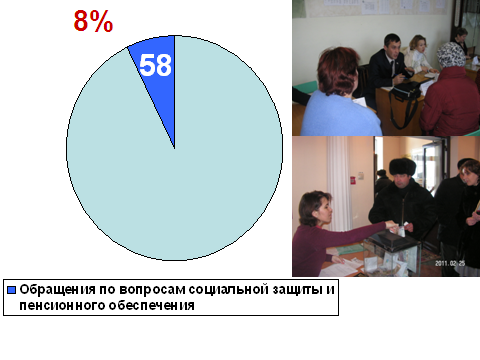 8%
58
2011.02.25
Обращения по вопросам социальной защиты и
пенсионного обеспечения